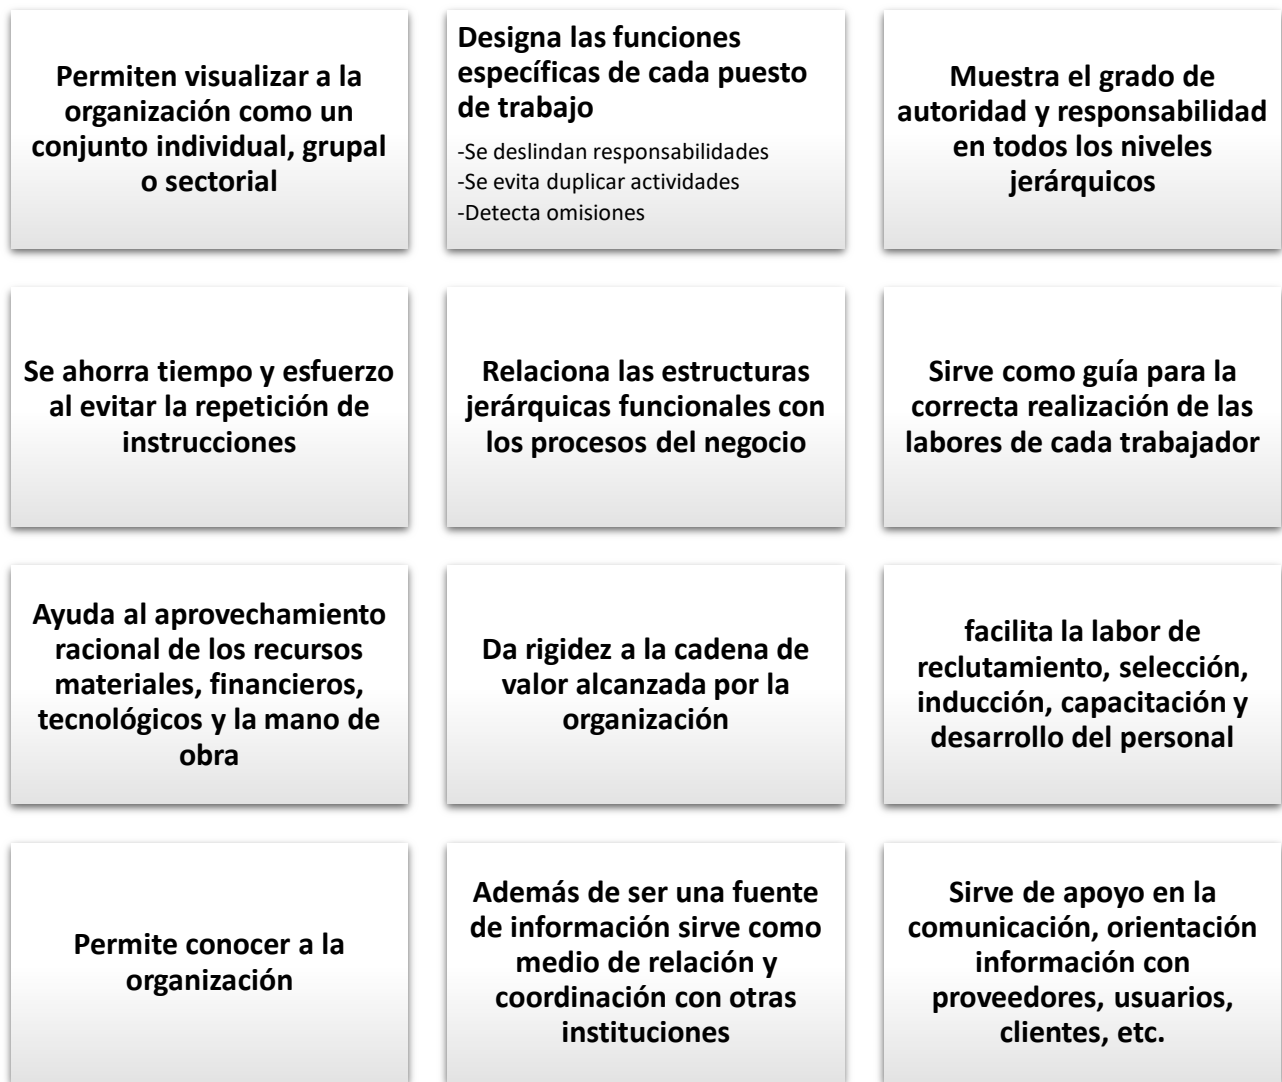 Permiten visualizar a la
organización como un
conjunto individual, grupal
o sectorial
Designa las funciones
específicas de cada puesto
de trabajo
-Se deslindan responsabilidades
-Se evita duplicar actividades
-Detecta omisiones
Muestra el grado de
autoridad y responsabilidad
en todos los niveles
jerárquicos
Se ahorra tiempo y esfuerzo
al evitar la repetición de
instrucciones
Relaciona las estructuras
jerárquicas funcionales con
los procesos del negocio
Sirve como guía para la
correcta realización de las
labores de cada trabajador
Ayuda al aprovechamiento
racional de los recursos
materiales, financieros,
tecnológicos y la mano de
obra
Da rigidez a la cadena de
valor alcanzada por la
organización
facilita la labor de
reclutamiento, selección,
inducción, capacitación y
desarrollo del personal
Permite conocer a la
organización
Además de ser una fuente
de información sirve como
medio de relación y
coordinación con otras
instituciones
Sirve de apoyo en la
comunicación, orientación
información con
proveedores, usuarios,
clientes, etc.